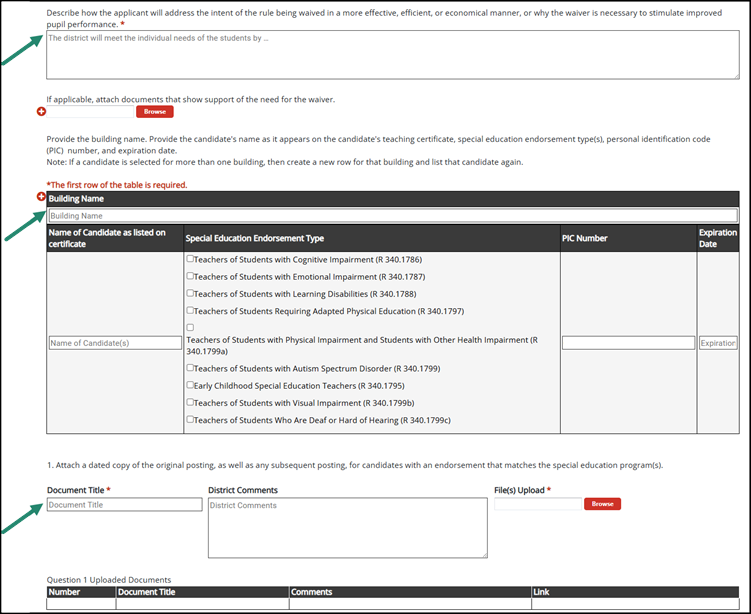 Describe how the applicant will address the intent of the rule being waived in a more effective, efficient, or economical manner, or why the waiver is necessary to stimulate improved
pupil performance. *
The district will meet the individual needs of the students by ...
If applicable, attach documents that show support of the need for the waiver.
Browse
Provide the building name. Provide the candidate's name as it appears on the candidate's teaching certificate, special education endorsement type(s), personal identification code
(PIC) number, and expiration date.
Note: If a candidate is selected for more than one building, then create a new row for that building and list that candidate again.
*The first row of the table is required.
Building Name
Building Name
Name of Candidate as listed on
certificate
Special Education Endorsement Type
PIC Number
Expiration
Date
Teachers of Students with Cognitive Impairment (R 340.1786)
Teachers of Students with Emotional Impairment (R 340.1787)
Teachers of Students with Learning Disabilities (R 340.1788)
Teachers of Students Requiring Adapted Physical Education (R 340.1797)
Name of Candidate(s)
Teachers of Students with Physical Impairment and Students with Other Health Impairment (R
340.1799a)
Expiration
Teachers of Students with Autism Spectrum Disorder (R 340.1799)
Early Childhood Special Education Teachers (R 340.1795)
Teachers of Students with Visual Impairment (R 340.1799b)
Teachers of Students Who Are Deaf or Hard of Hearing (R 340.1799c)
1. Attach a dated copy of the original posting, as well as any subsequent posting, for candidates with an endorsement that matches the special education program(s).
Document Title *
District Comments
File(s) Upload *
Document Title
District Comments
Browse
Question 1 Uploaded Documents
Number
Document Title
Comments
Link